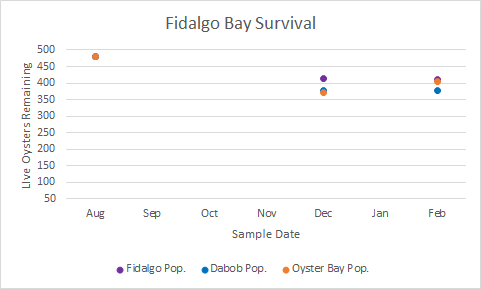 Fidalgo Bay Survival
Live Oysters Remaining
500
450
400
350
300
250
200
150
100
50
Aug Sep Oct Nov Dec Jan Feb
Sample Date
Fidalgo Pop. Dabob Pop. Oyster Bay Pop.